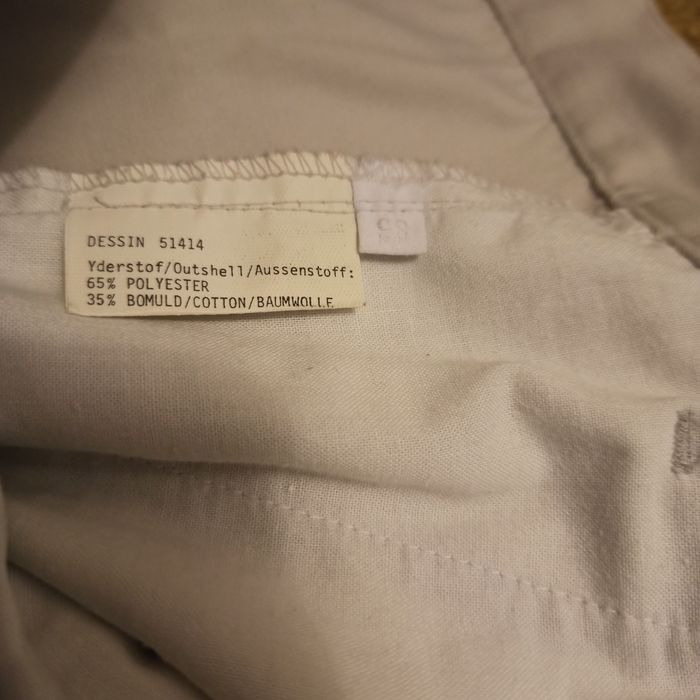 DESSIN 51414
Yderstof/Outshell/Aussenstoff:
65% POLYESTER
35% BOMULD/COTTON/BAUMWOLLE